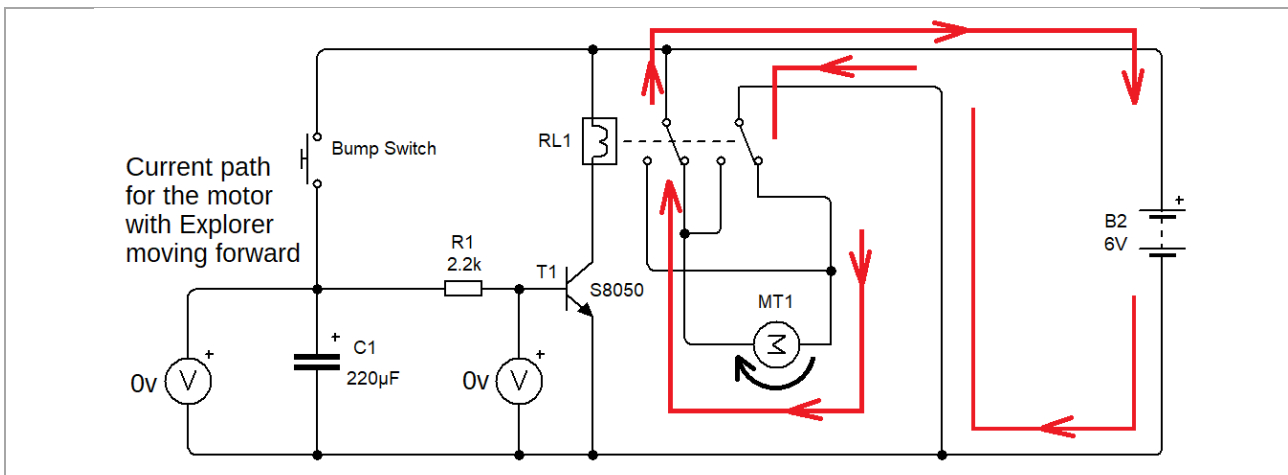 Bump Switch
RL1
Current path
for the motor
with Explorer
moving forward
+
B2
6V
R1
2.2k
T1
S8050
MT1
M
+
C1
220µF
+
0v
V
+
0v
V